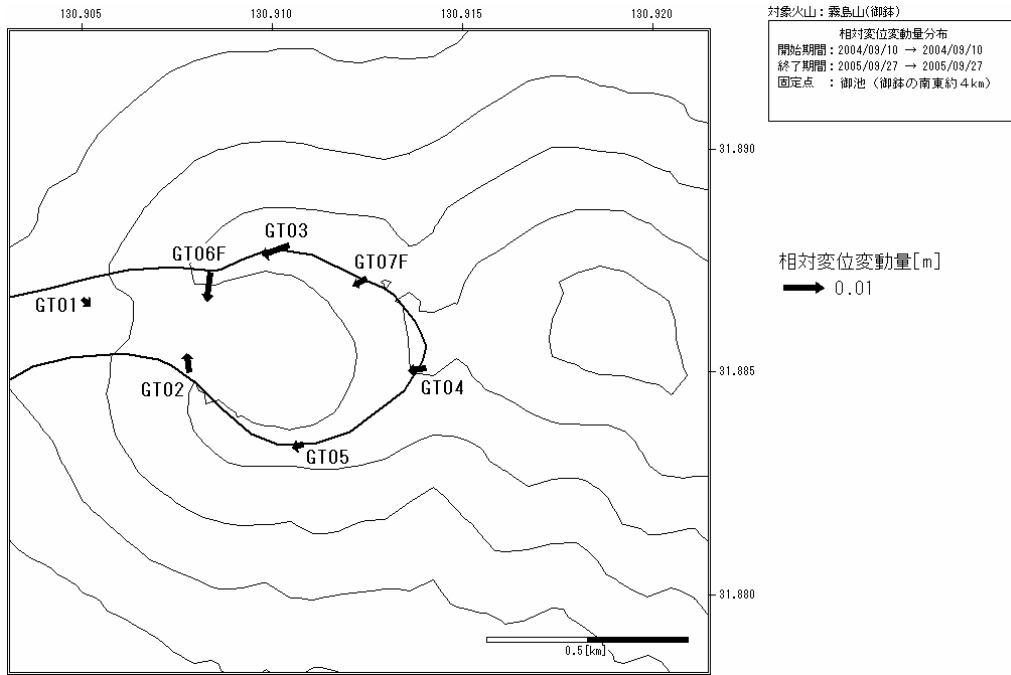 130.905 130.910 130.915 130.920
対象火山：霧島山(御鉢)
相対変位変動量分布
開始期間：2004/09/10 → 2004/09/10
終了期間：2005/09/27 → 2005/09/27
固定点　：御池（御鉢の南東約４km）
31.890
GT03
GT06F
GT07F
相対変位変動量[m]
0.01
GT01
31.885
GT02
GT04
GT05
31.880
0.5[km]